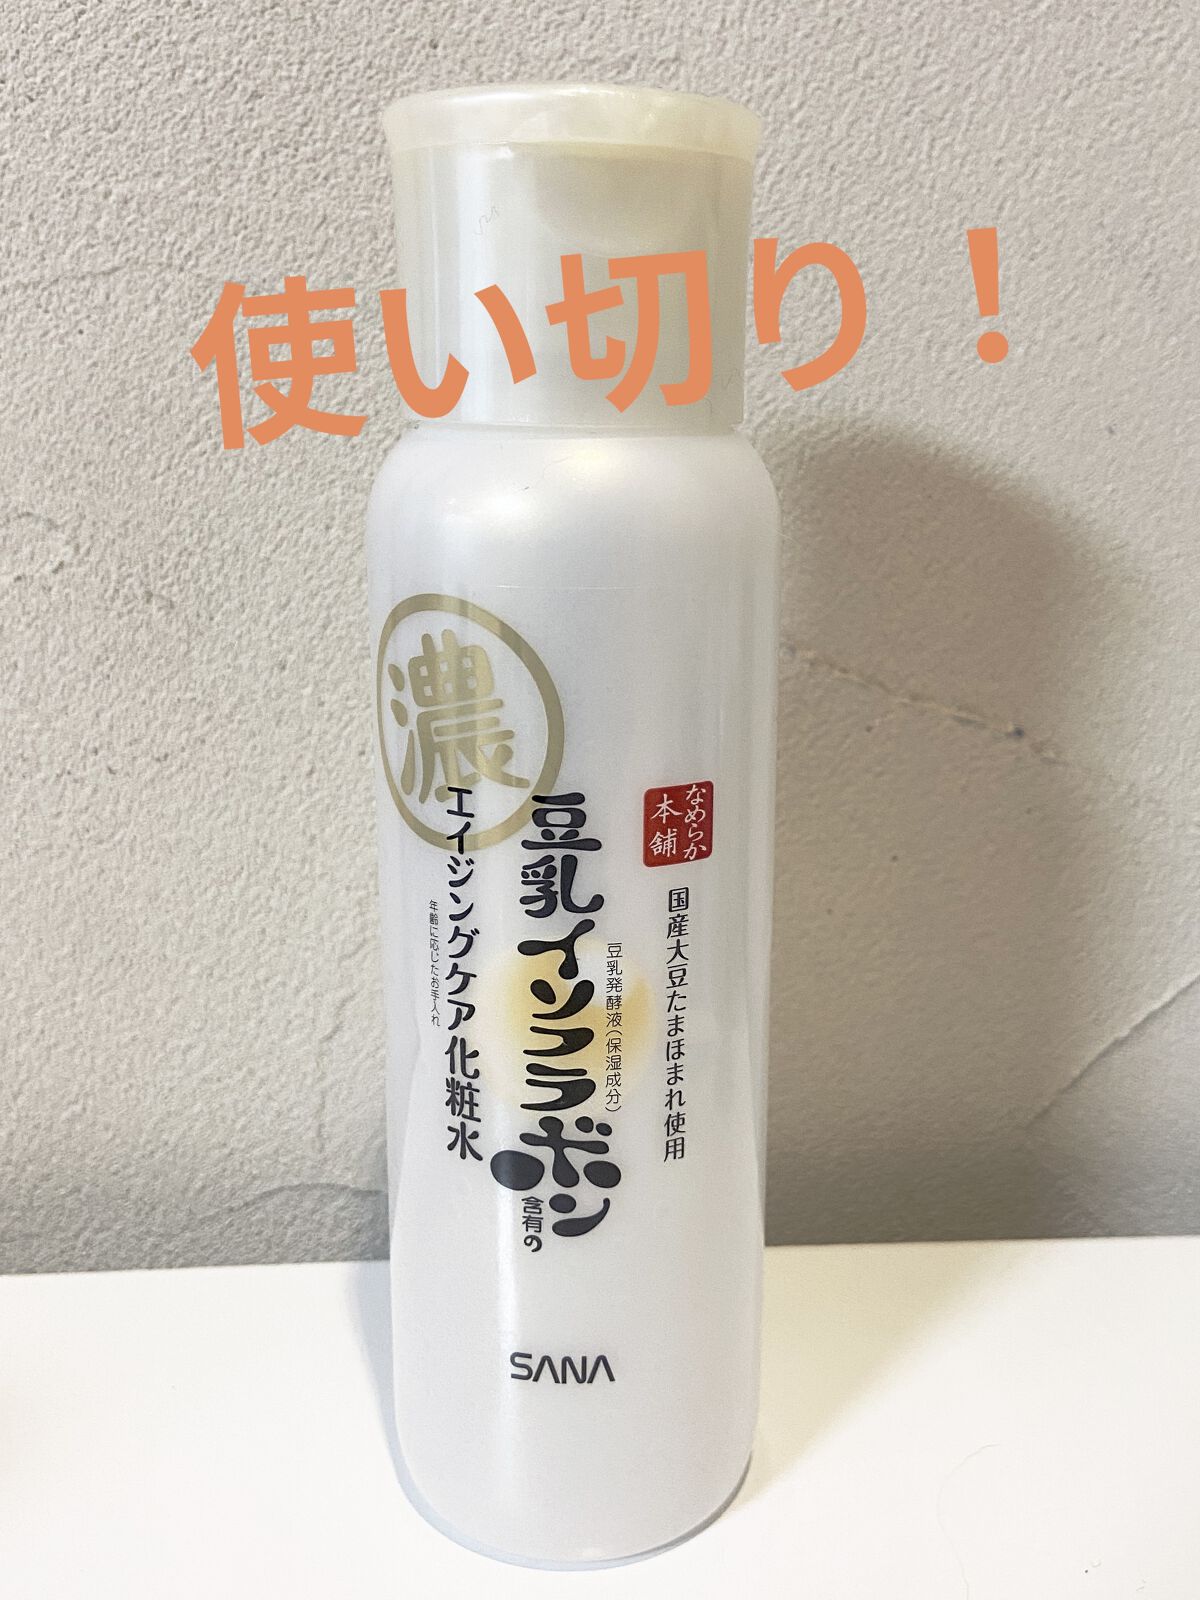 使い切り！
なめらか
本舗
国産大豆たまほまれ使用
豆乳発酵液(保湿成分)
豆乳イソフラボン
含有の
濃
エイジングケア化粧水
年齢に応じたお手入れ
SANA